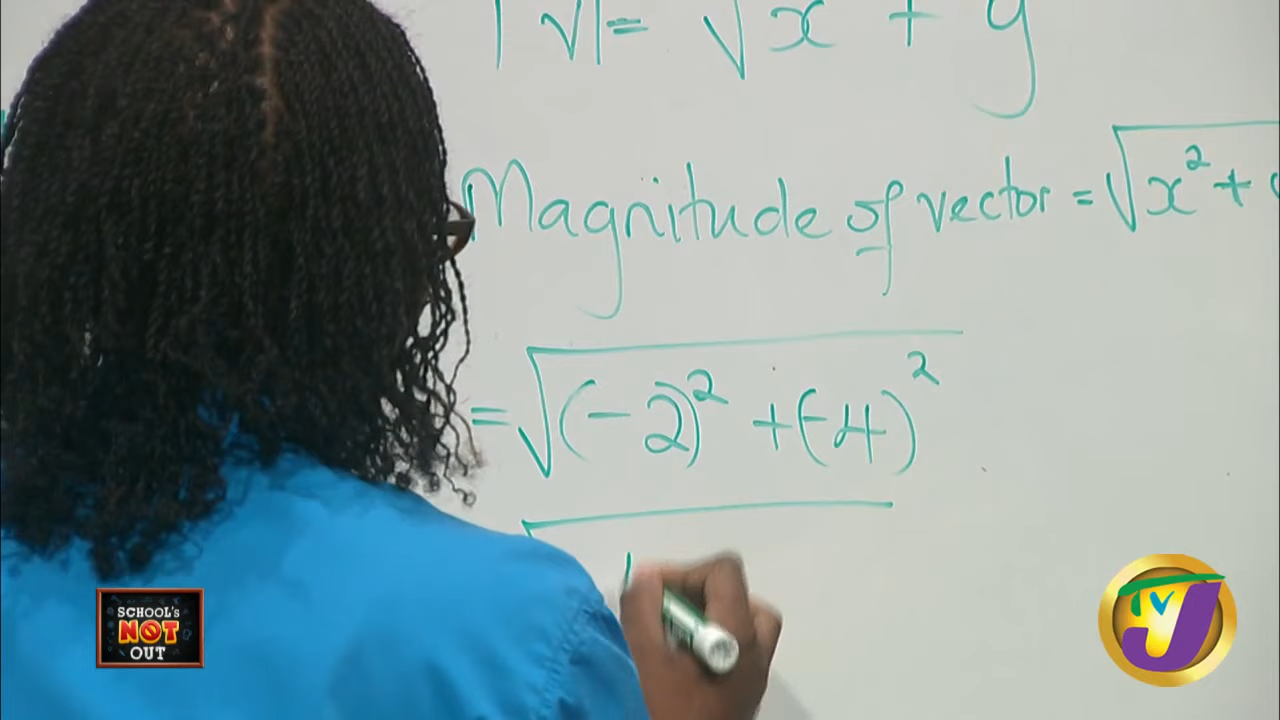 |V| = √x + y
Magnitude of vector = √x² +
= √(-2)² + (-4)²
SCHOOL'S
NOT
OUT
TVJ